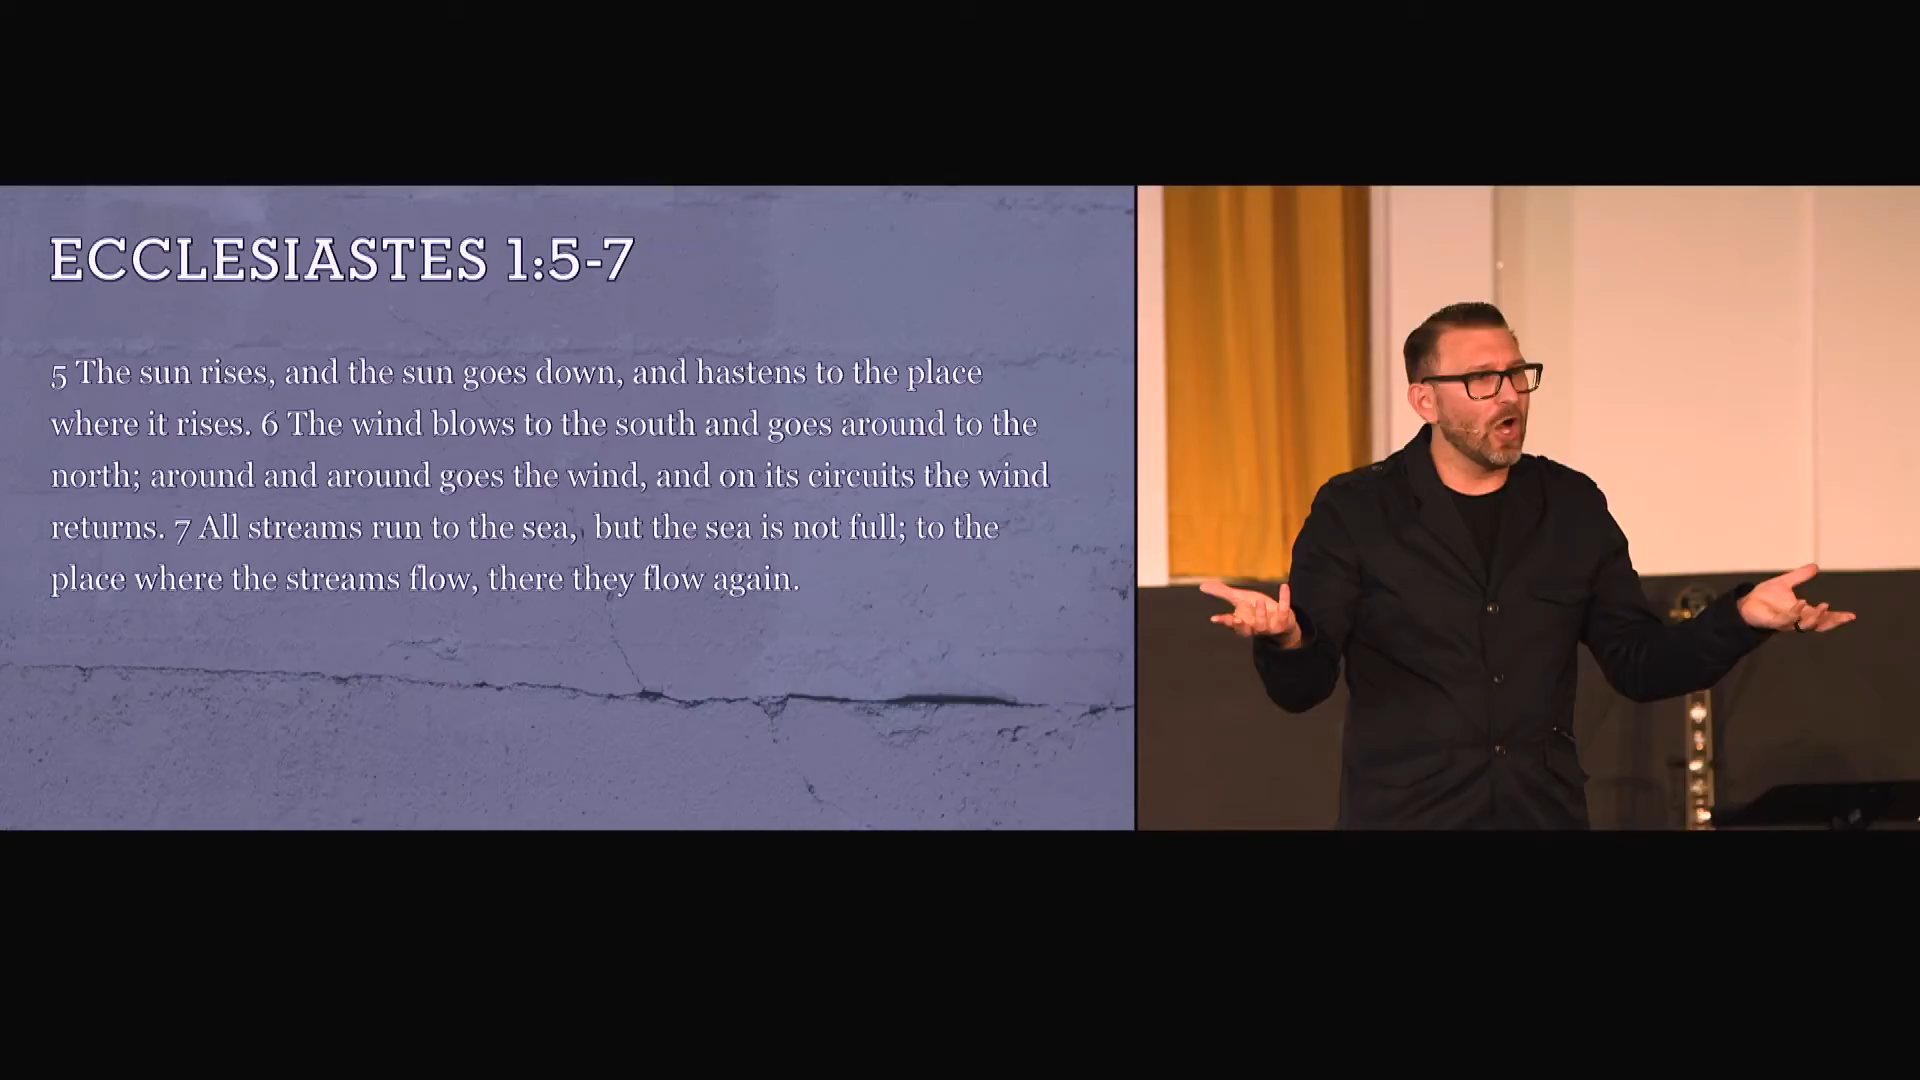 ECCLESIASTES 1:5-7
5 The sun rises, and the sun goes down, and hastens to the place
where it rises. 6 The wind blows to the south and goes around to the
north; around and around goes the wind, and on its circuits the wind
returns. 7 All streams run to the sea,  but the sea is not full; to the
place where the streams flow, there they flow again.